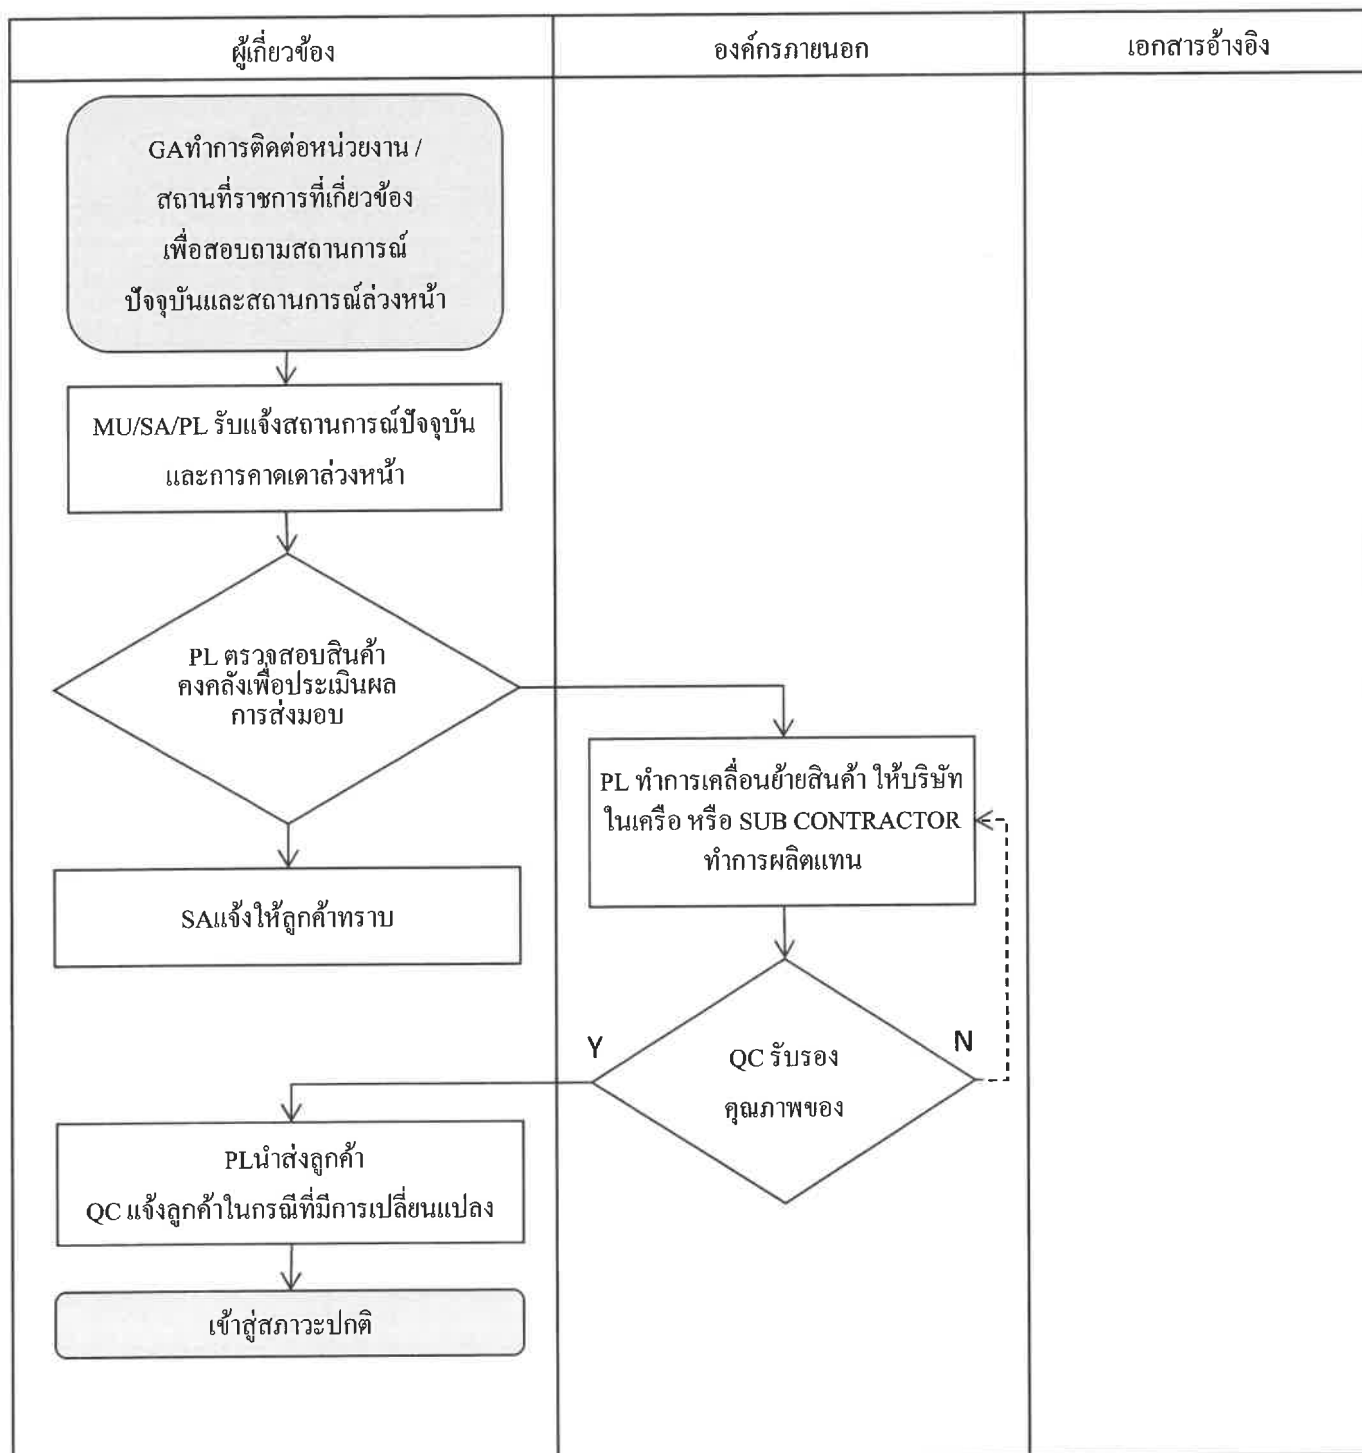 ผู้เกี่ยวข้อง
องค์กรภายนอก
เอกสารอ้างอิง
GAทำการติดต่อหน่วยงาน /
สถานที่ราชการที่เกี่ยวข้อง
เพื่อสอบถามสถานการณ์
ปัจจุบันและสถานการณ์ล่วงหน้า
MU/SA/PL รับแจ้งสถานการณ์ปัจจุบัน
และการคาดเดาล่วงหน้า
PL ตรวจสอบสินค้า
คงคลังเพื่อประเมินผล
การส่งมอบ
PL ทำการเคลื่อนย้ายสินค้า ให้บริษัท
ในเครือ หรือ SUB CONTRACTOR
ทำการผลิตแทน
SAแจ้งให้ลูกค้าทราบ
Y
N
QC รับรอง
คุณภาพของ
PLนำส่งลูกค้า
QC แจ้งลูกค้าในกรณีที่มีการเปลี่ยนแปลง
เข้าสู่สภาวะปกติ